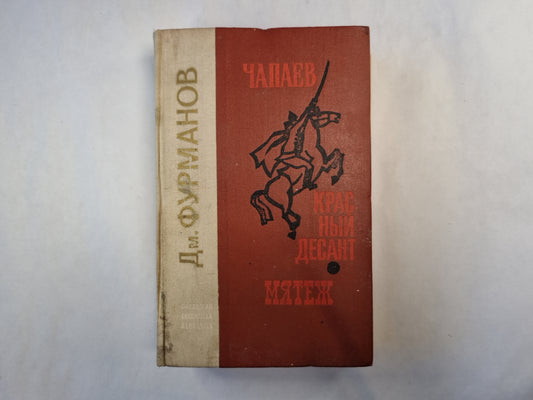 Дм. ФУРМАНОВ
ЧАПАЕВ
КРАС
НЫЙ
ДЕСАНТ
МЯТЕЖ